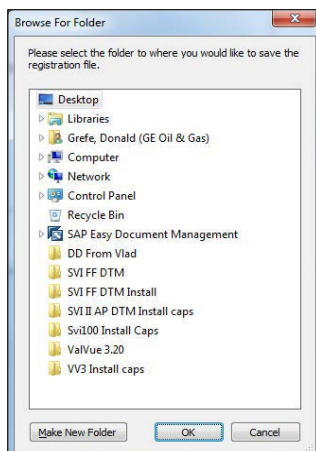 Browse For Folder
Please select the folder to where you would like to save the
registration file.
Desktop
Libraries
Grefe, Donald (GE Oil & Gas)
Computer
Network
Control Panel
Recycle Bin
SAP Easy Document Management
DD From Vlad
SVI FF DTM
SVI FF DTM Install
SVI II AP DTM Install caps
Svi100 Install Caps
ValVue 3.20
VV3 Install caps
Make New Folder
OK
Cancel